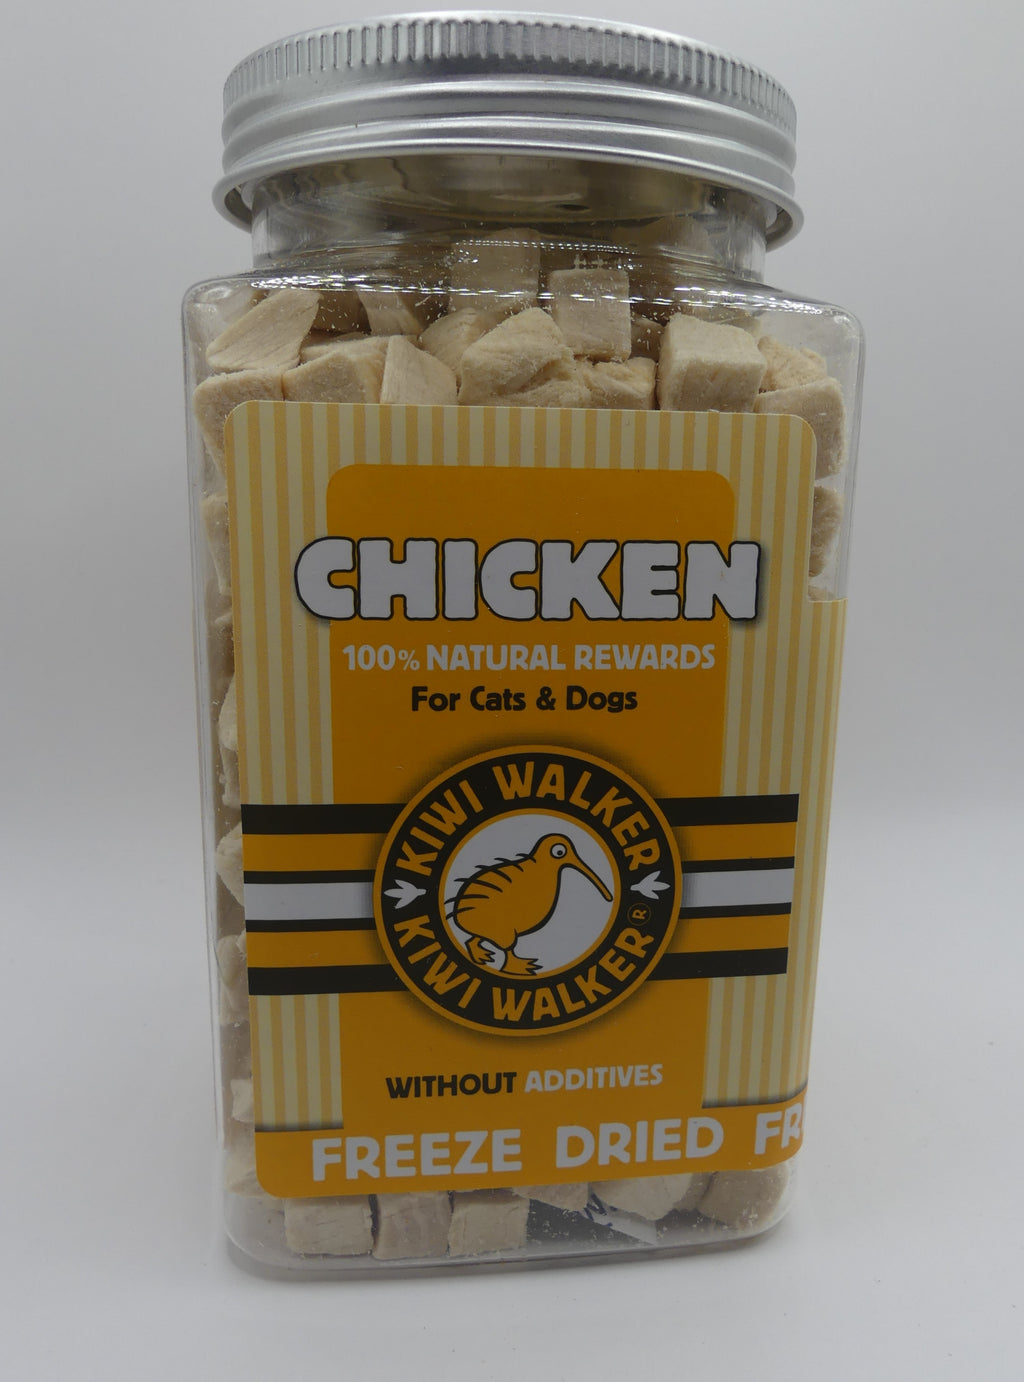 CHICKEN
100% NATURAL REWARDS
For Cats & Dogs
KIWI WALKER
KIWI WALKER®
WITHOUT ADDITIVES
FREEZE DRIED